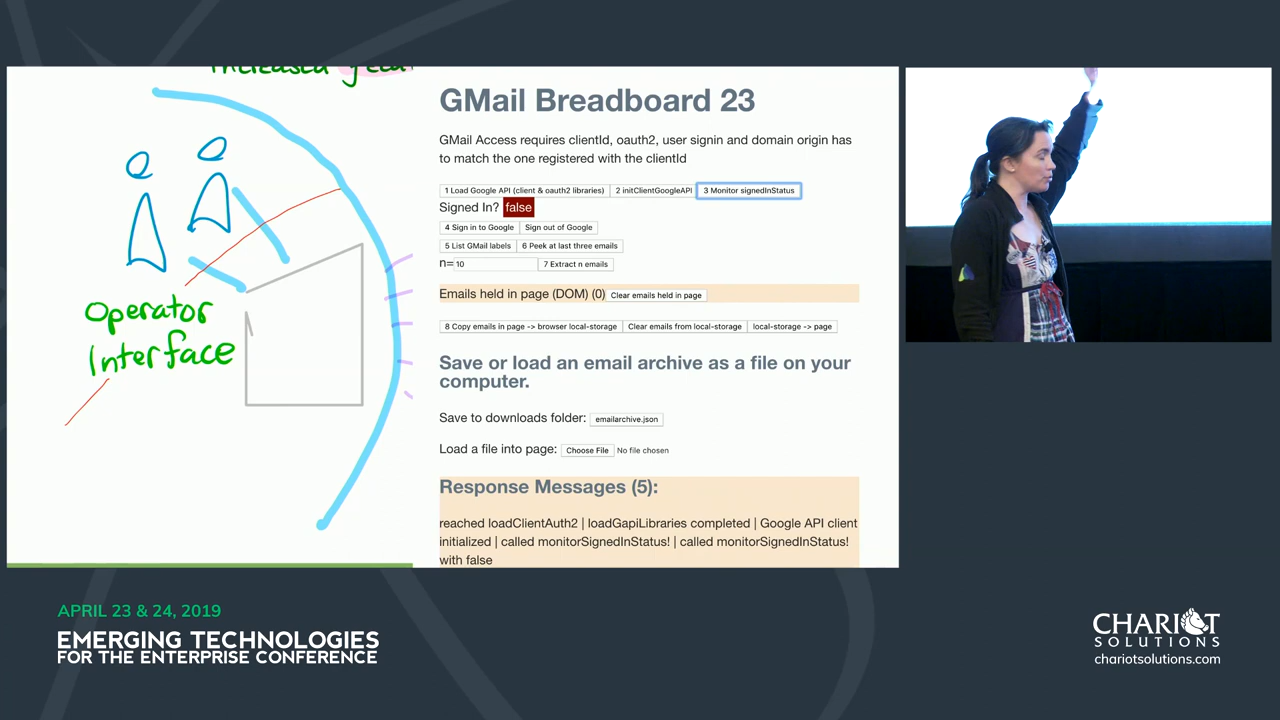 increased
Operator
Interface
GMail Breadboard 23
GMail Access requires clientId, oauth2, user signin and domain origin has
to match the one registered with the clientId
1 Load Google API (client & oauth2 libraries) 2 initClientGoogleAPI 3 Monitor signedInStatus
Signed In? false
4 Sign in to Google Sign out of Google
5 List GMail labels 6 Peek at last three emails
n= 10 7 Extract n emails
Emails held in page (DOM) (0) Clear emails held in page
8 Copy emails in page -> browser local-storage Clear emails from local-storage local-storage -> page
Save or load an email archive as a file on your
computer.
Save to downloads folder: emailarchive.json
Load a file into page: Choose File No file chosen
Response Messages (5):
reached loadClientAuth2 | loadGapiLibraries completed | Google API client
initialized | called monitorSignedInStatus! | called monitorSignedInStatus!
with false
APRIL 23 & 24, 2019
EMERGING TECHNOLOGIES
FOR THE ENTERPRISE CONFERENCE
CHARIOT
SOLUTIONS
chariotsolutions.com